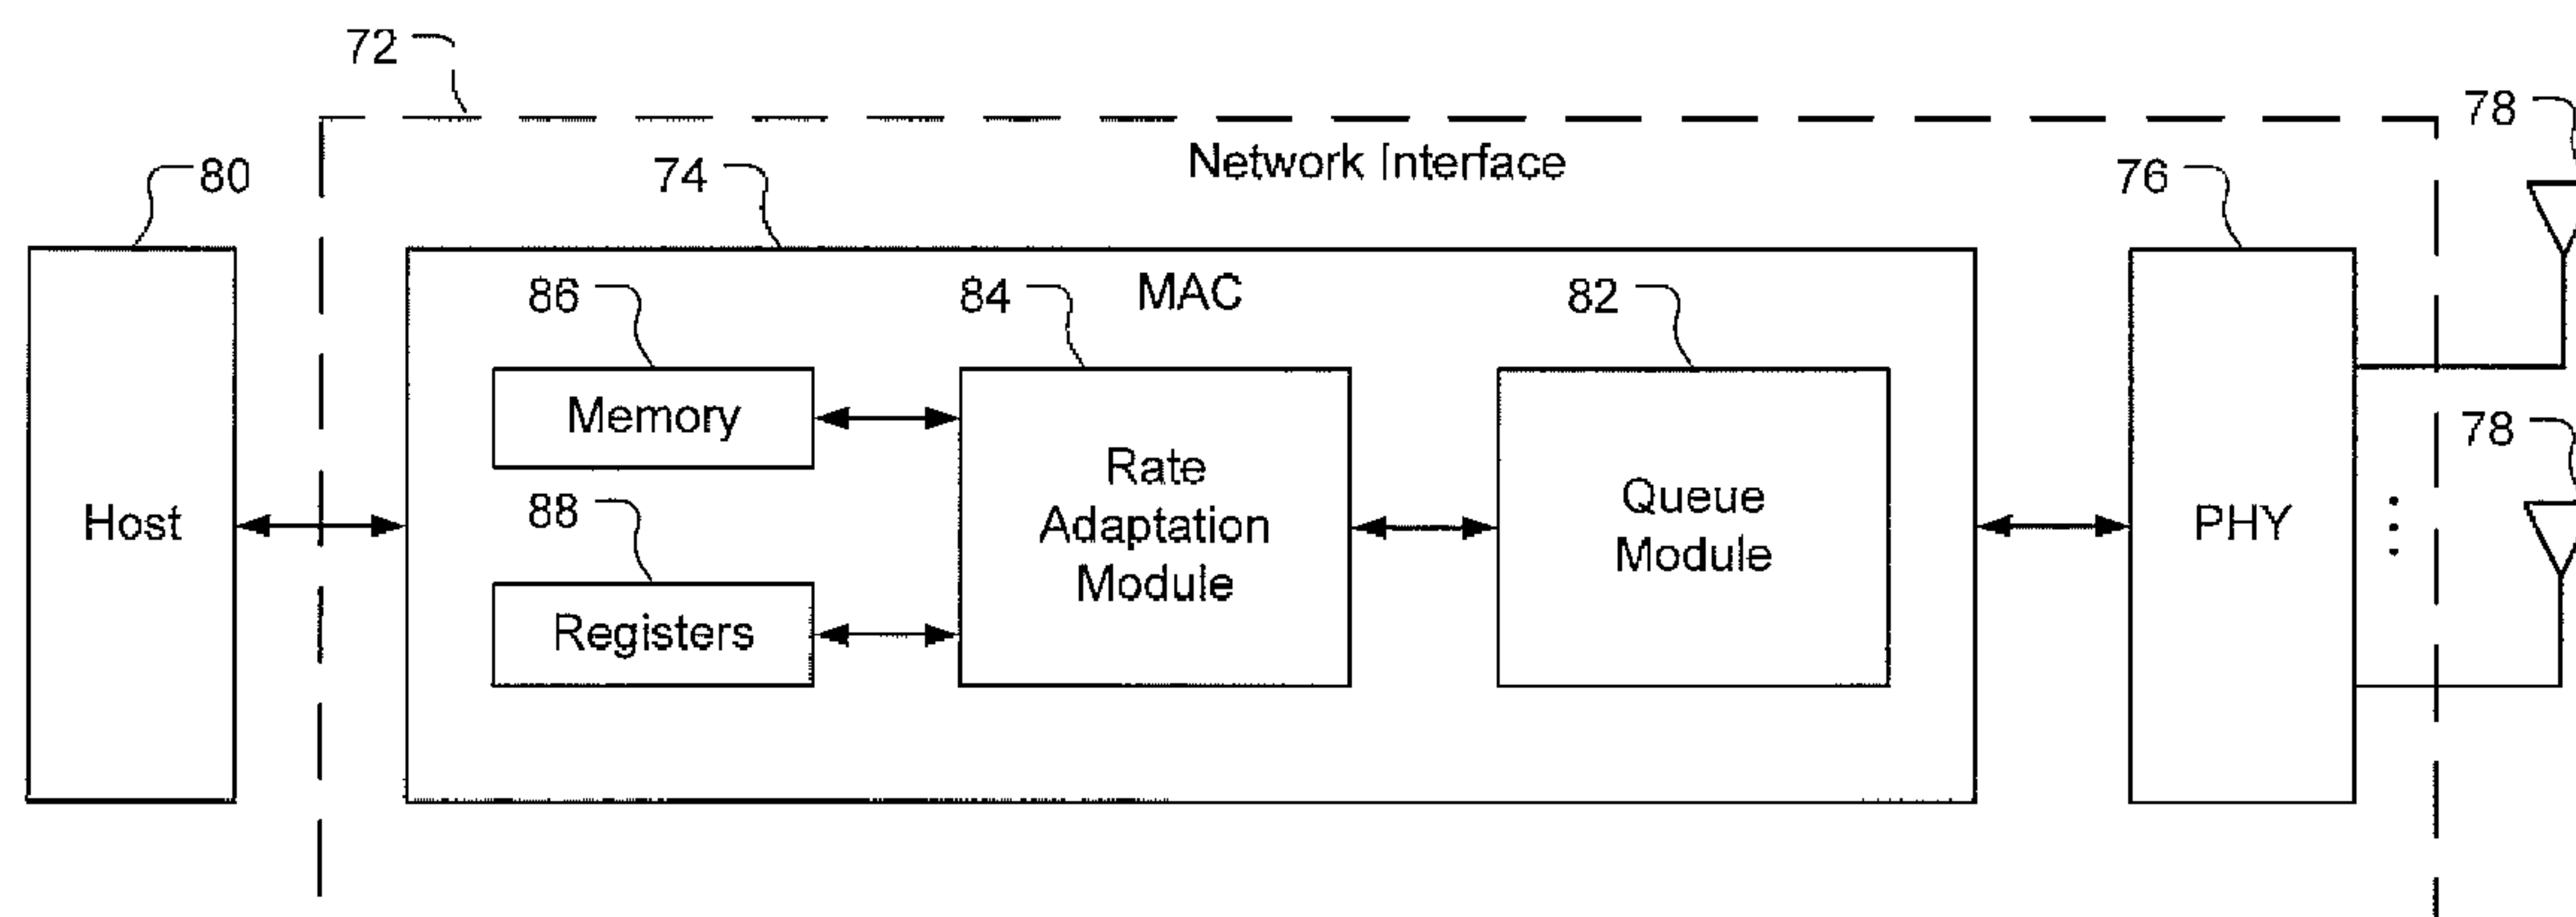 72
78
80
74
Network Interface
76
86
84
MAC
82
Memory
78
Rate
Adaptation
Module
Queue
Module
88
Host
PHY
Registers